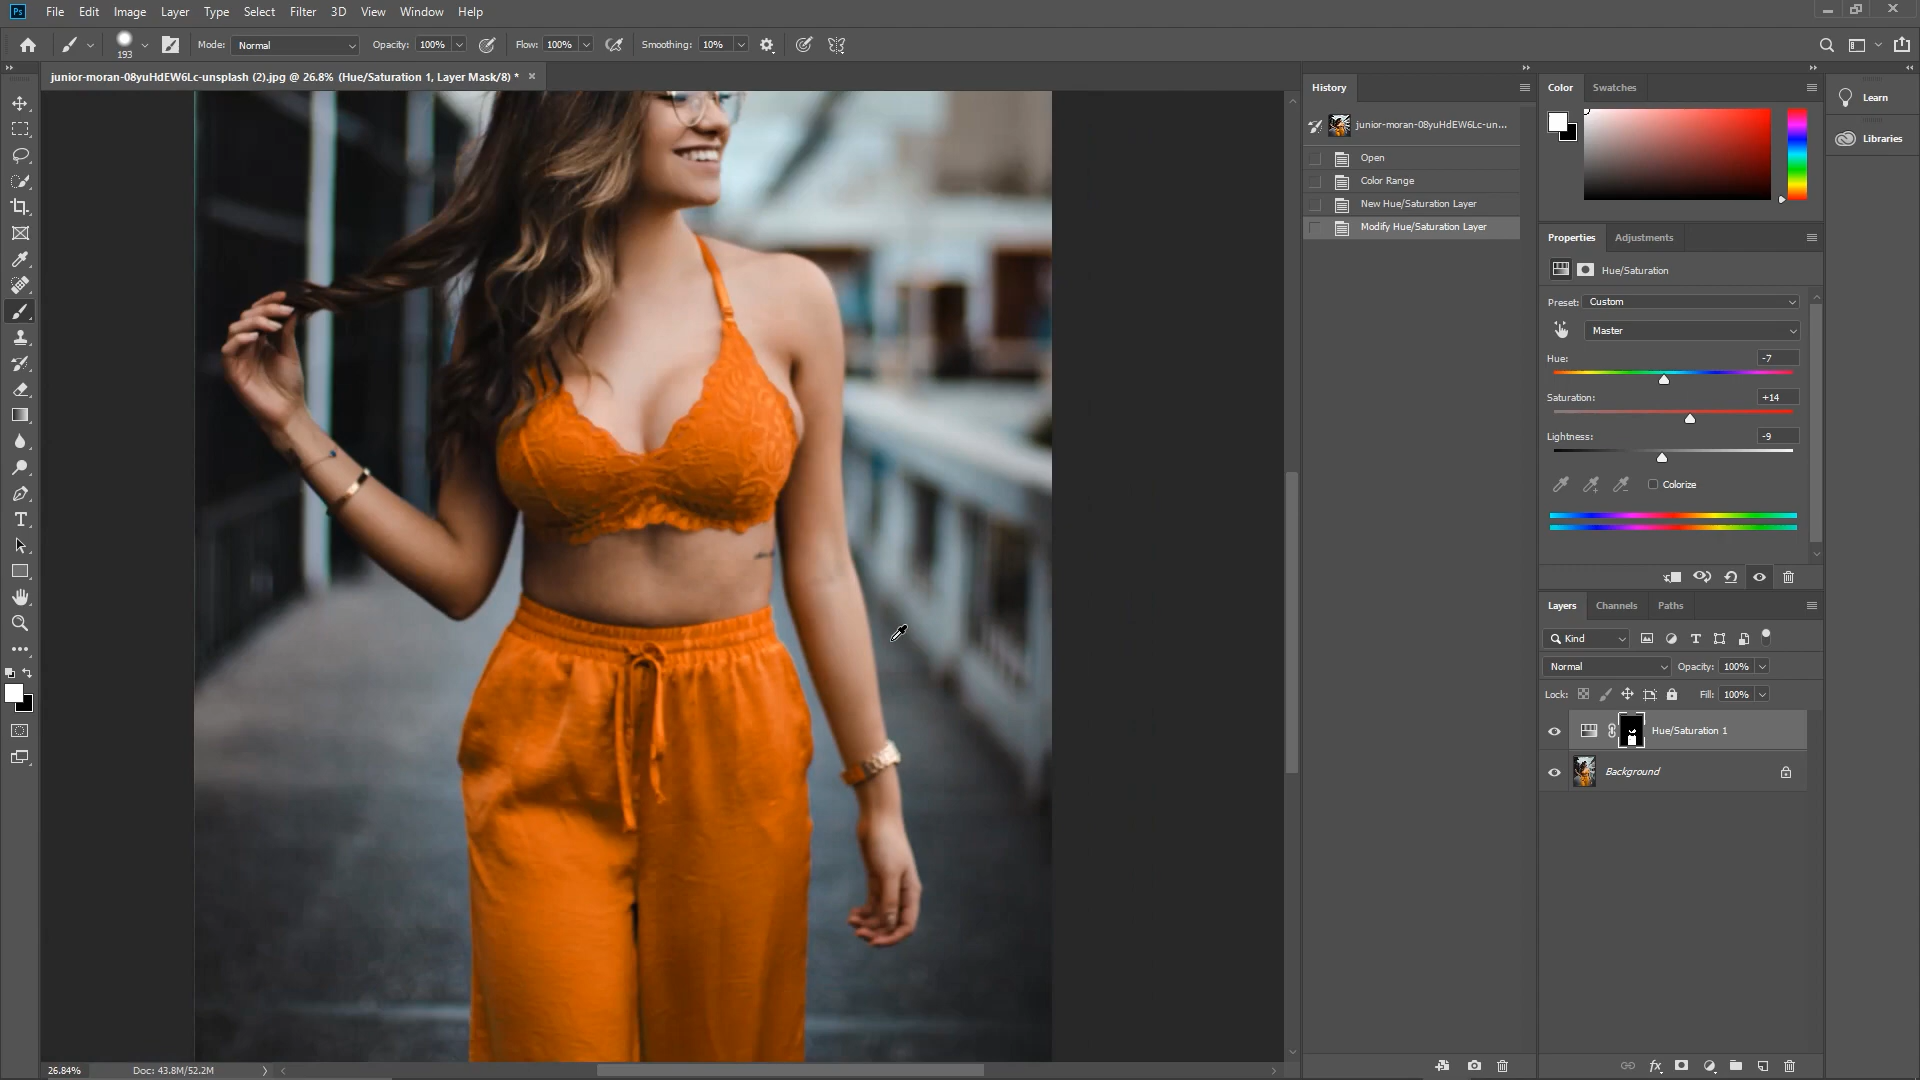 Ps File Edit Image Layer Type Select Filter 3D View Window Help
193 Mode: Normal Opacity: 100% Flow: 100% Smoothing: 10%
junior-moran-08yuHdEW6Lc-unsplash (2).jpg @ 26.8% (Hue/Saturation 1, Layer Mask/8) * ×
History
junior-moran-08yuHdEW6Lc-un...
Open
Color Range
New Hue/Saturation Layer
Modify Hue/Saturation Layer
Color Swatches
Learn
Libraries
Properties Adjustments
Hue/Saturation
Preset: Custom
Master
Hue: -7
Saturation: +14
Lightness: -9
Colorize
Layers Channels Paths
Kind
Normal Opacity: 100%
Lock: Fill: 100%
Hue/Saturation 1
Background
26.84% Doc: 43.8M/52.2M